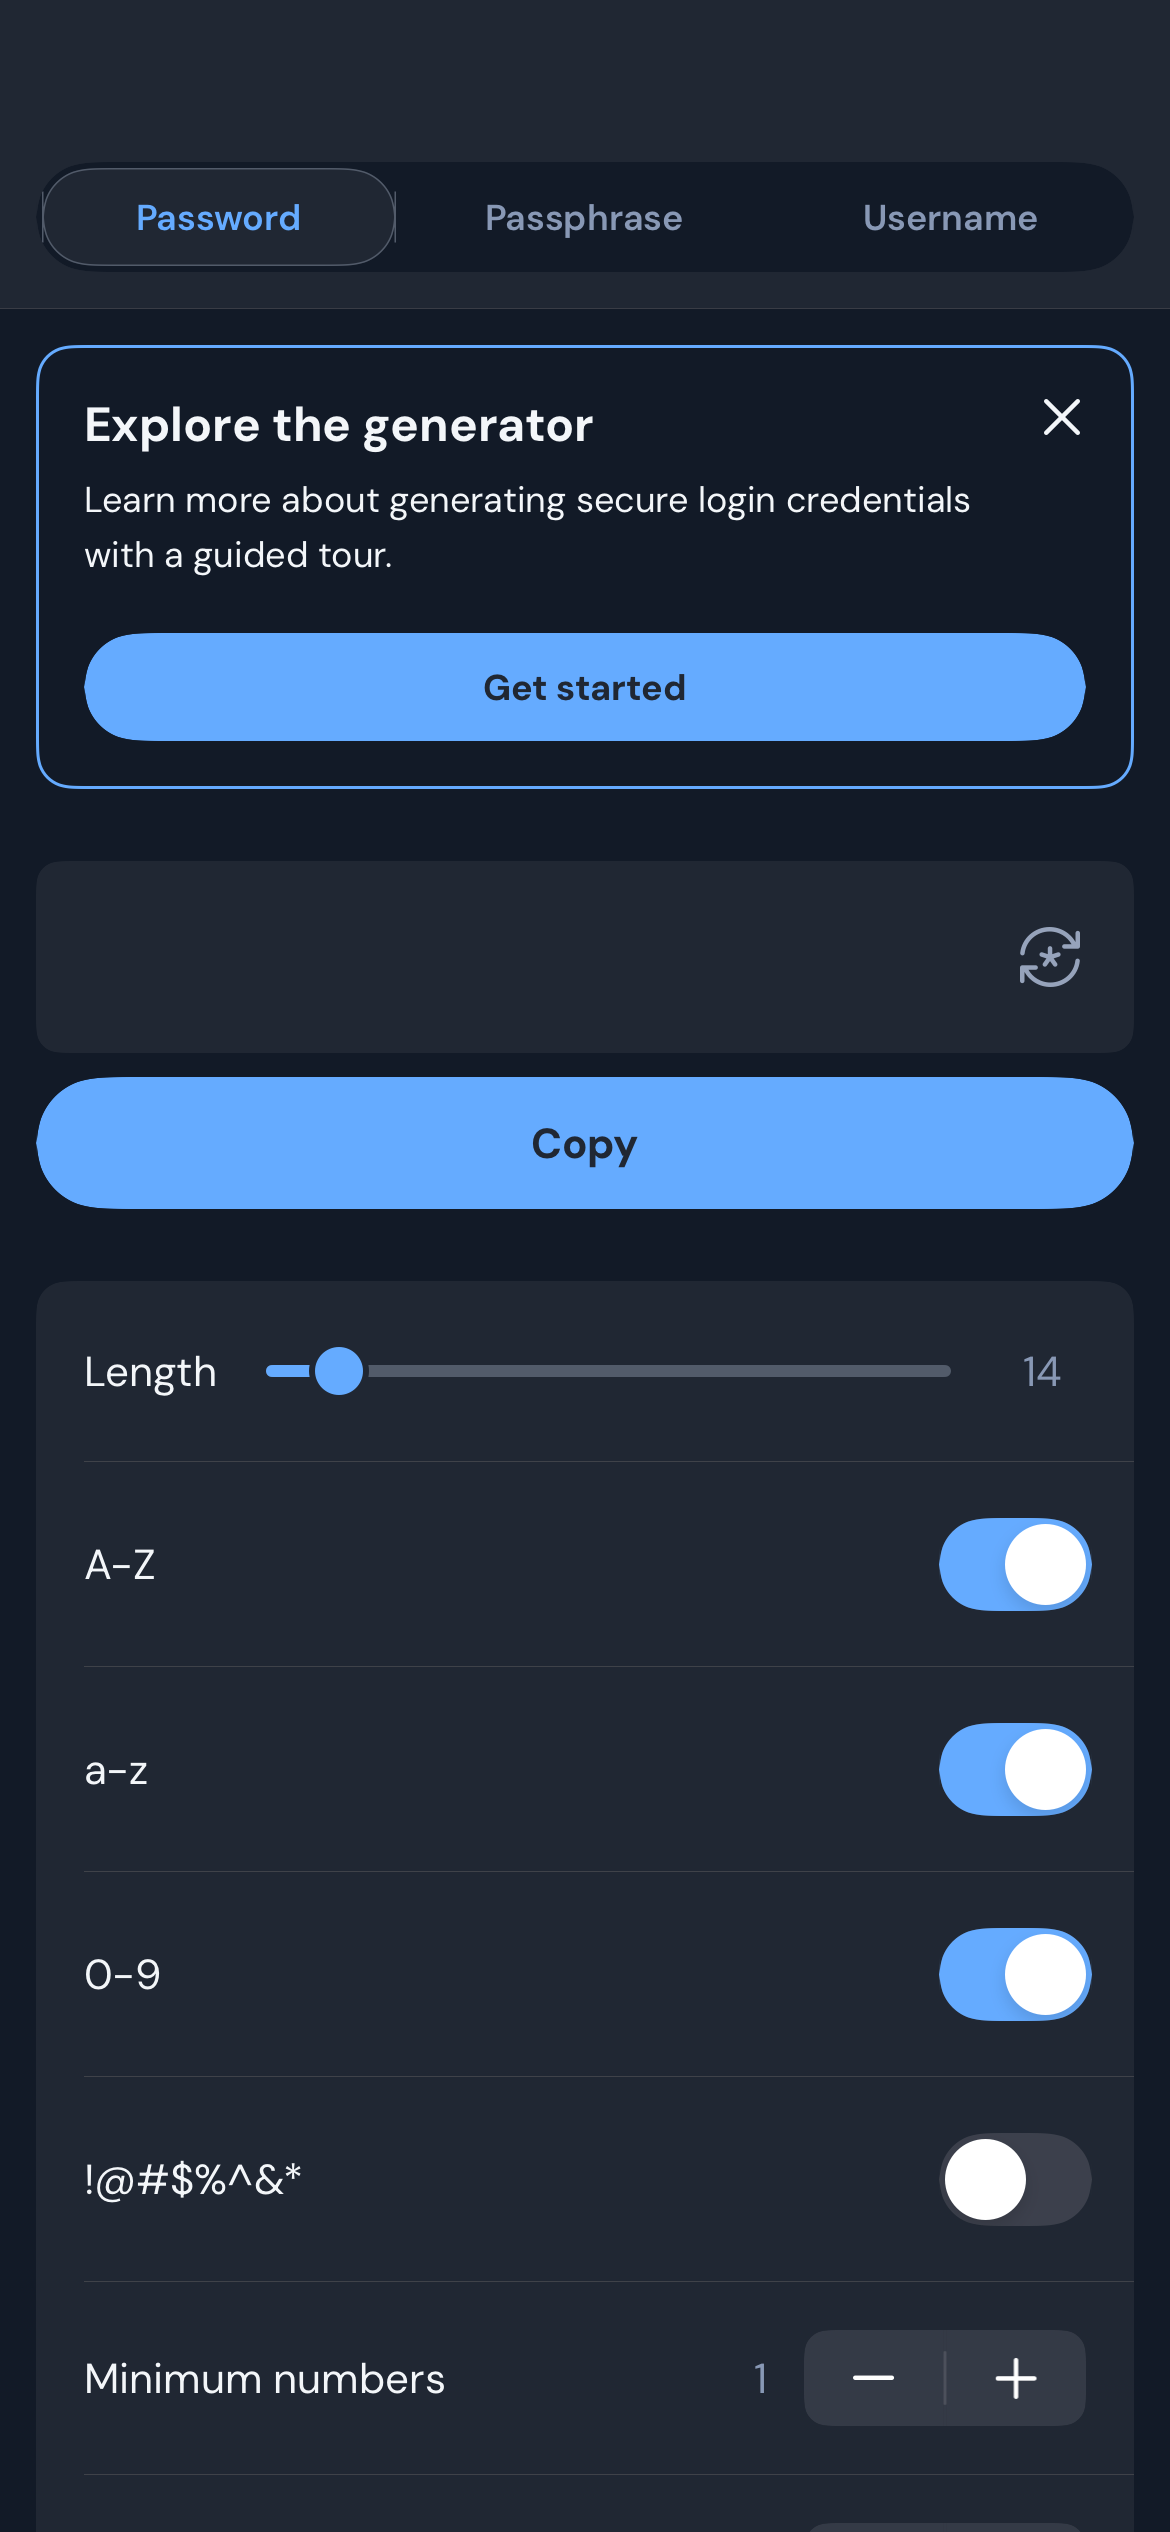 Password Passphrase Username
Explore the generator
Learn more about generating secure login credentials
with a guided tour.
Get started
Copy
Length 14
A-Z
a-z
0-9
!@#$%^&*
Minimum numbers 1